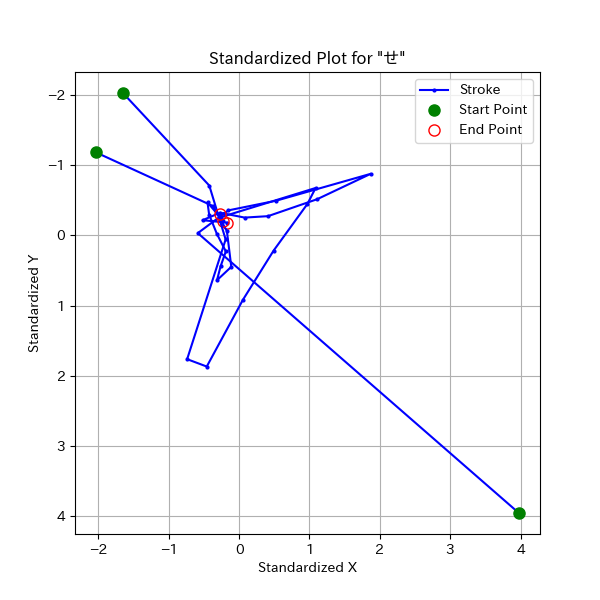 Standardized Plot for "せ"
Stroke
Start Point
End Point
Standardized Y
−2
−1
0
1
2
3
4
−2 −1 0 1 2 3 4
Standardized X